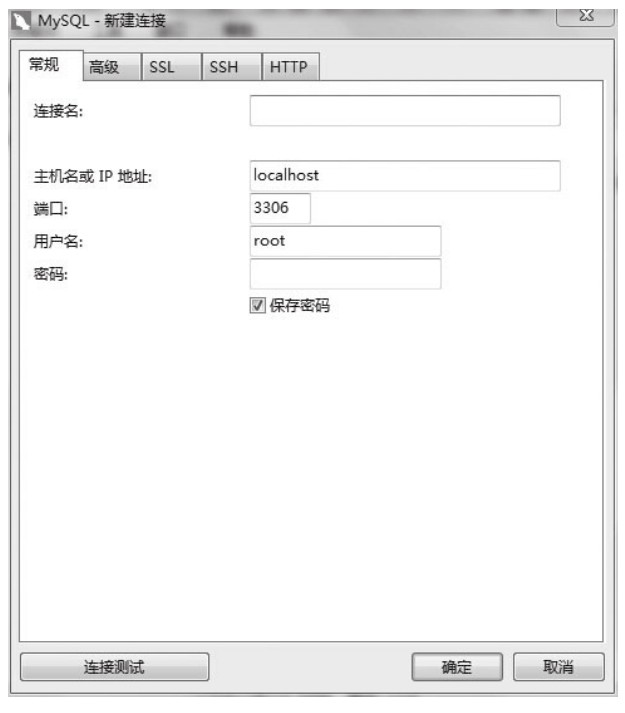 MySQL - 新建连接
常规 高级 SSL SSH HTTP
连接名:
主机名或 IP 地址: localhost
端口: 3306
用户名: root
密码:
保存密码
连接测试 确定 取消